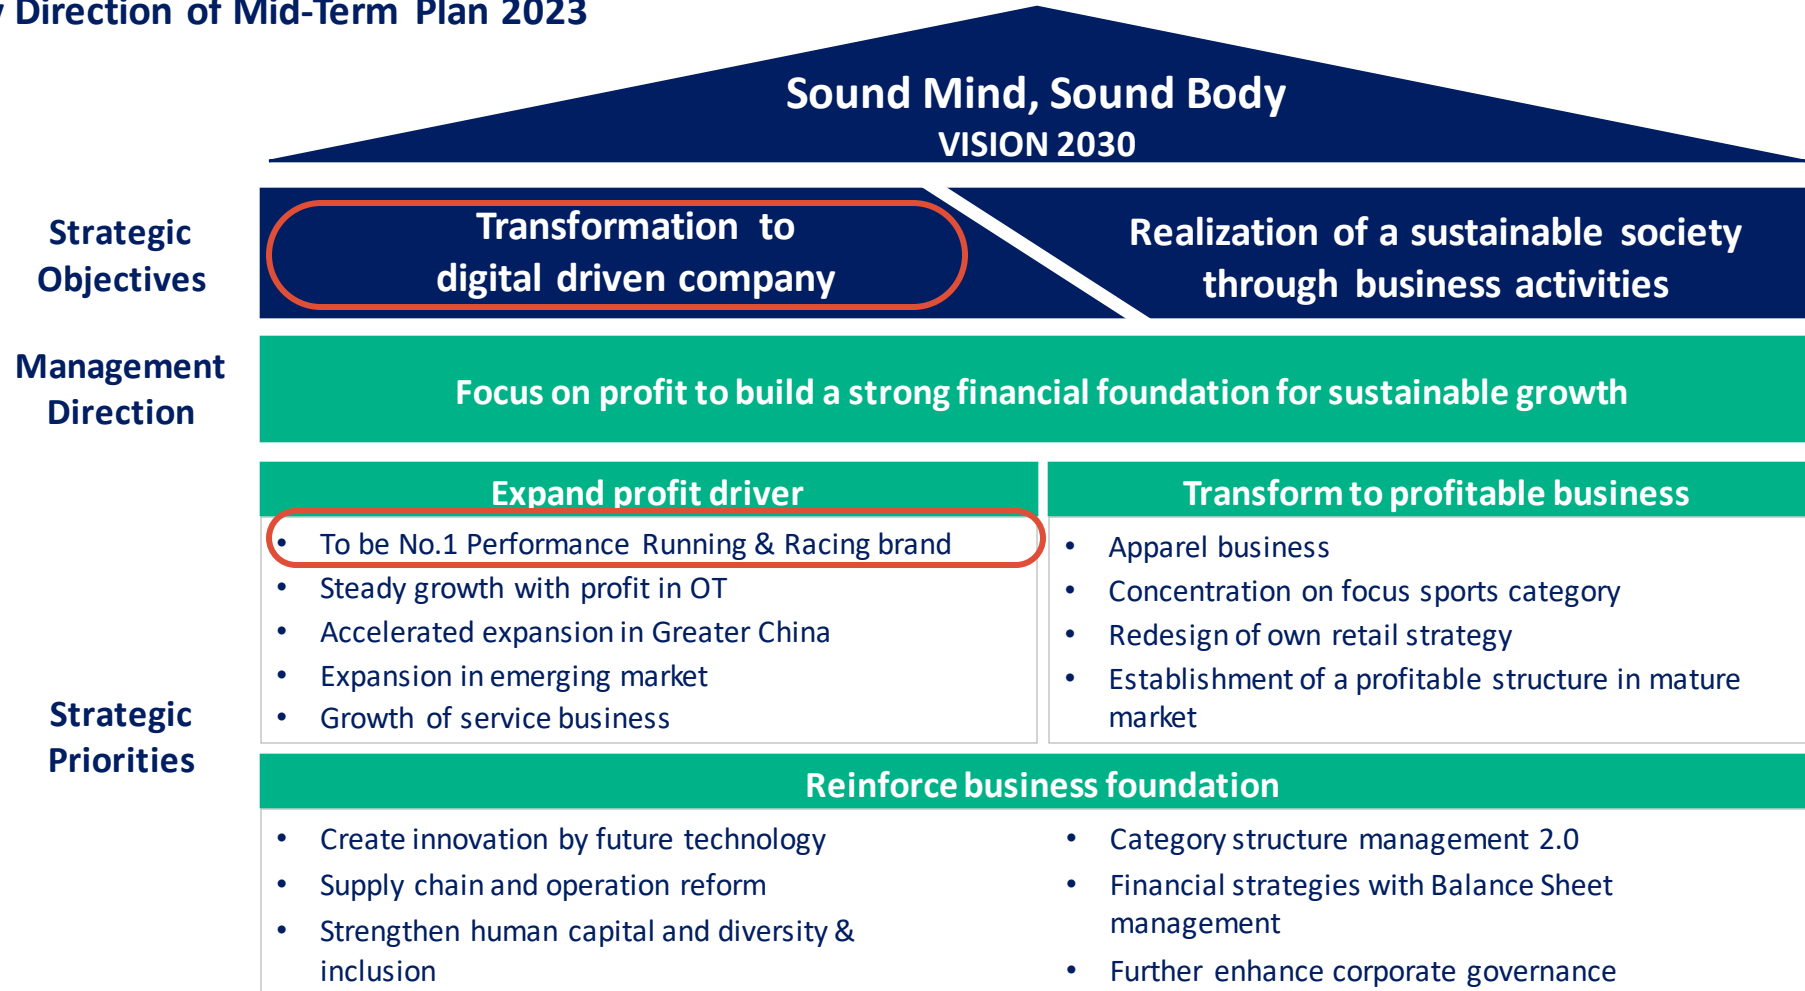 Direction of Mid-Term Plan 2023
Sound Mind, Sound Body
VISION 2030
Strategic
Objectives
Transformation to
digital driven company
Realization of a sustainable society
through business activities
Management
Direction
Focus on profit to build a strong financial foundation for sustainable growth
Strategic
Priorities
Expand profit driver
• To be No.1 Performance Running & Racing brand
• Steady growth with profit in OT
• Accelerated expansion in Greater China
• Expansion in emerging market
• Growth of service business
Transform to profitable business
• Apparel business
• Concentration on focus sports category
• Redesign of own retail strategy
• Establishment of a profitable structure in mature
market
Reinforce business foundation
• Create innovation by future technology
• Supply chain and operation reform
• Strengthen human capital and diversity &
inclusion
• Category structure management 2.0
• Financial strategies with Balance Sheet
management
• Further enhance corporate governance